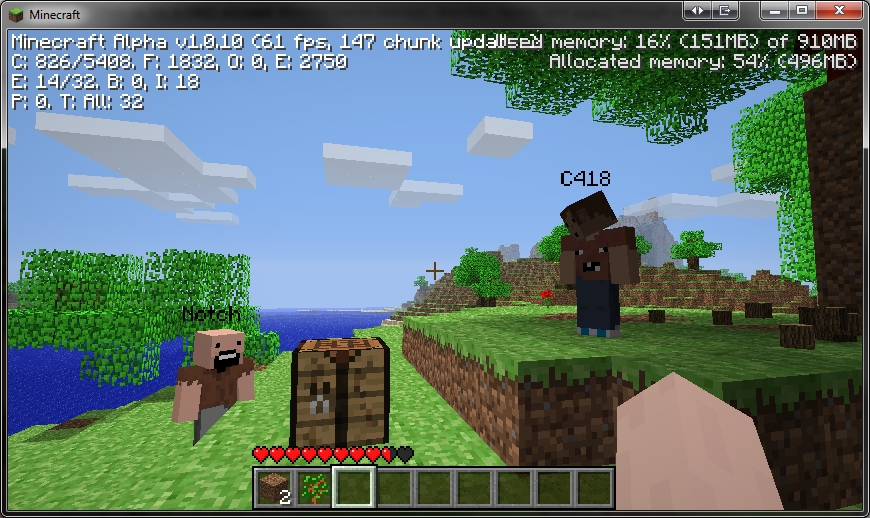 Minecraft
Minecraft Alpha v1.0.10 (61 fps, 147 chunk updates)
Used memory: 16% (151MB) of 910MB
C: 826/5408. F: 1832, O: 0, E: 2750
Allocated memory: 54% (496MB)
E: 14/32. B: 0, I: 18
P: 0, T: All: 32
C418
Notch
2